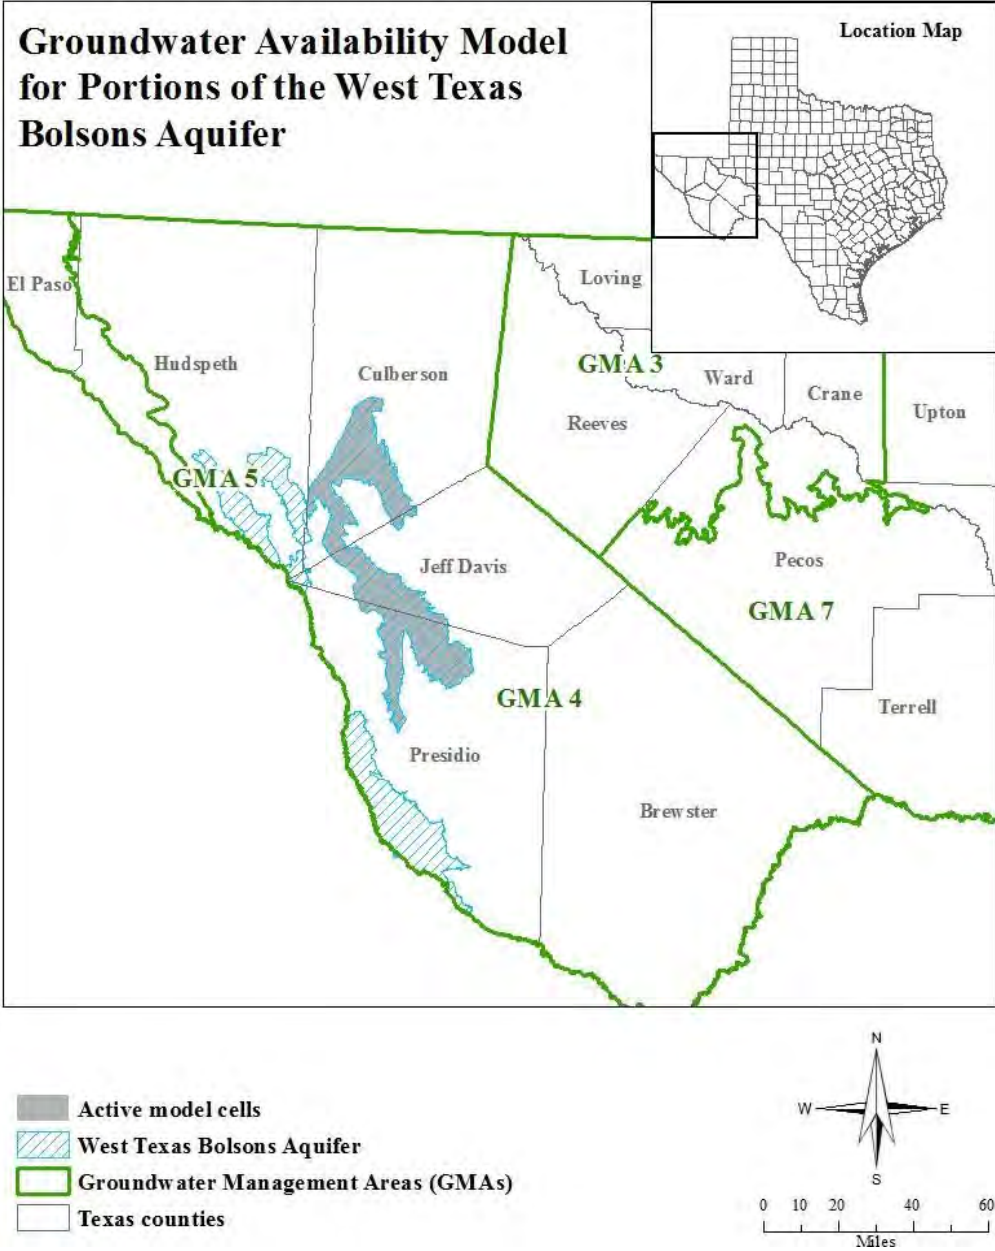 Groundwater Availability Model
for Portions of the West Texas
Bolsons Aquifer
Location Map
El Paso
Hudspeth
Culberson
Loving
GMA 3
Ward
Crane
Upton
Reeves
GMA 5
Jeff Davis
Pecos
GMA 7
GMA 4
Terrell
Presidio
Brewster
Active model cells
West Texas Bolsons Aquifer
Groundwater Management Areas (GMAs)
Texas counties
N
W E
S
0 10 20 40 60
Miles